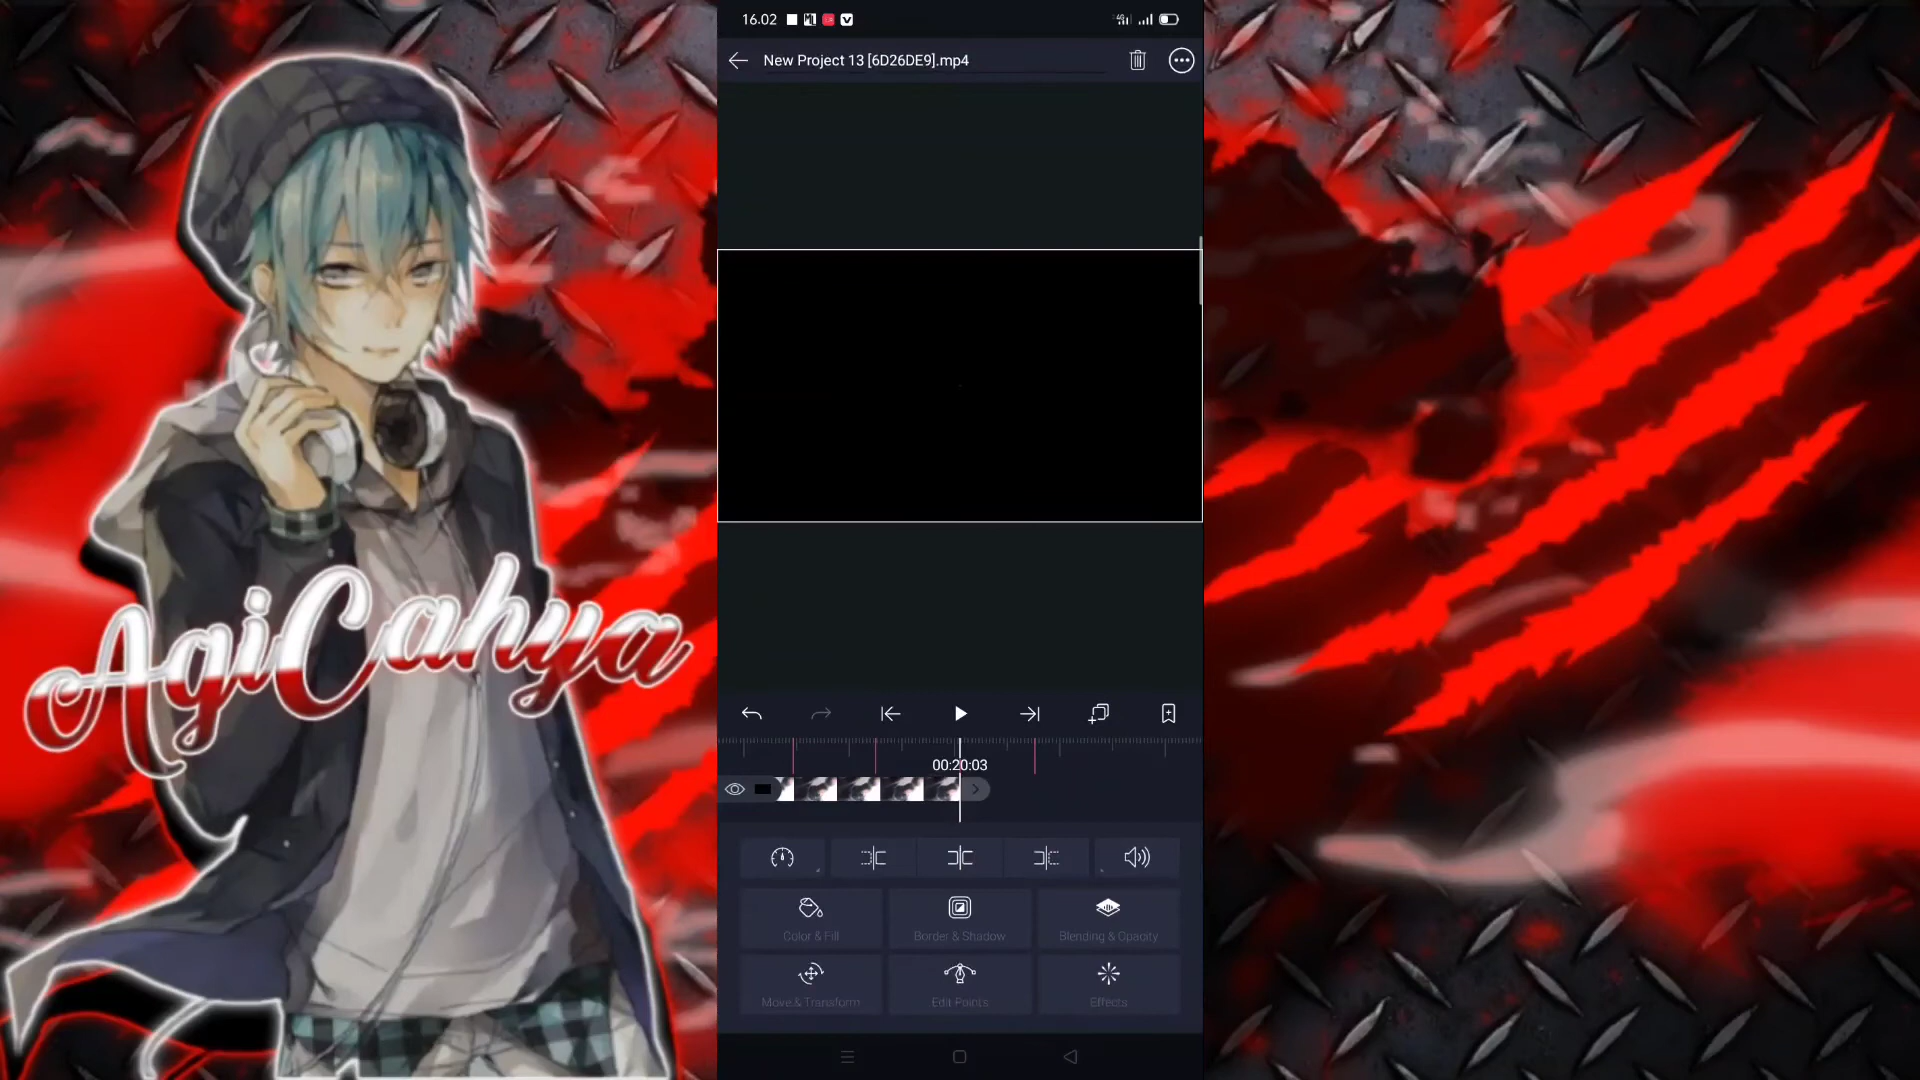 16.02
New Project 13 [6D26DE9].mp4
AgiCahya
00:20:03
Color & Fill
Border & Shadow
Blending & Opacity
Move & Transform
Edit Points
Effects